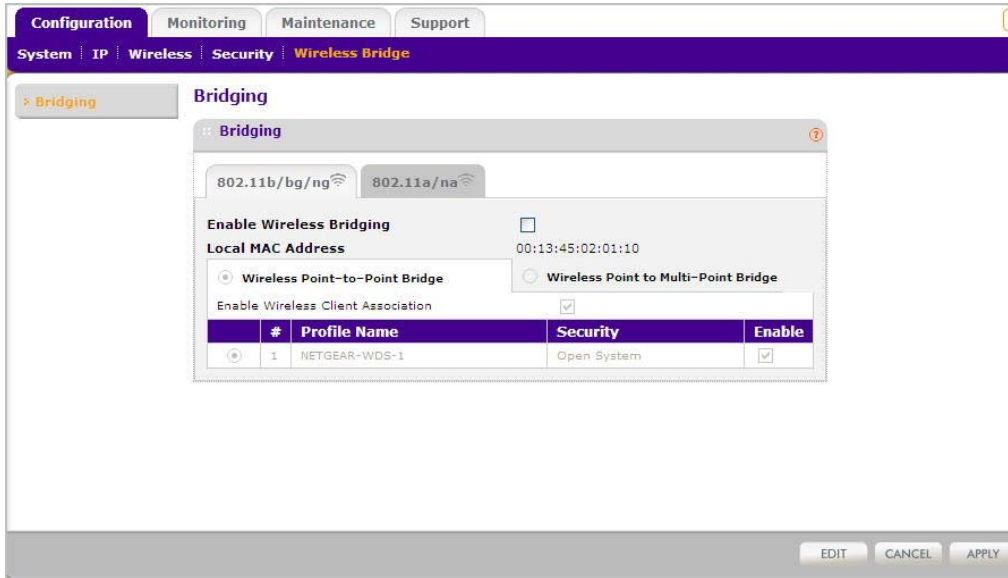 Configuration Monitoring Maintenance Support
System IP Wireless Security Wireless Bridge
> Bridging
Bridging
:: Bridging
?
802.11b/bg/ng 802.11a/na
Enable Wireless Bridging
Local MAC Address 00:13:45:02:01:10
Wireless Point-to-Point Bridge Wireless Point to Multi-Point Bridge
Enable Wireless Client Association
# Profile Name Security Enable
1 NETGEAR-WDS-1 Open System
EDIT CANCEL APPLY